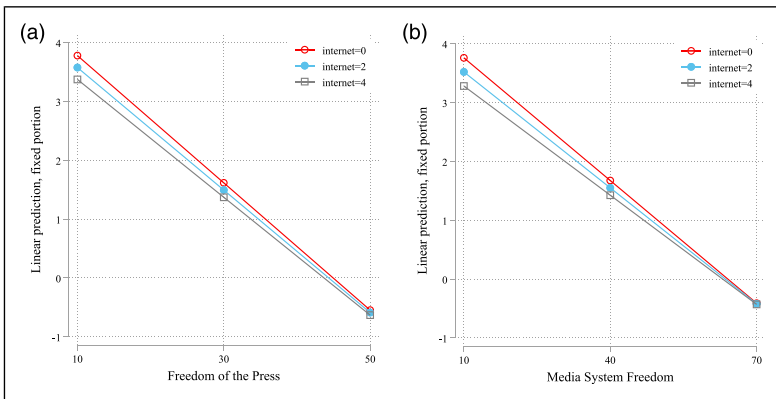 (a)
Linear prediction, fixed portion
4
3
2
1
0
-1
10
30
50
Freedom of the Press
internet=0
internet=2
internet=4
(b)
Linear prediction, fixed portion
4
3
2
1
0
-1
10
40
70
Media System Freedom
internet=0
internet=2
internet=4